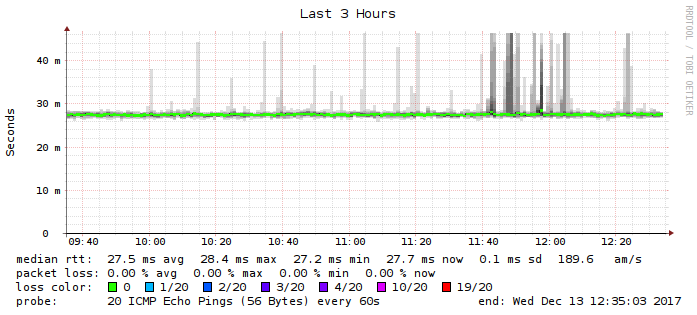 Last 3 Hours
RRDTOOL / TOBI OETIKER
Seconds
40 m
30 m
20 m
10 m
0
09:40 10:00 10:20 10:40 11:00 11:20 11:40 12:00 12:20
median rtt: 27.5 ms avg 28.4 ms max 27.2 ms min 27.7 ms now 0.1 ms sd 189.6 am/s
packet loss: 0.00 % avg 0.00 % max 0.00 % min 0.00 % now
loss color: 0 1/20 2/20 3/20 4/20 10/20 19/20
probe: 20 ICMP Echo Pings (56 Bytes) every 60s end: Wed Dec 13 12:35:03 2017